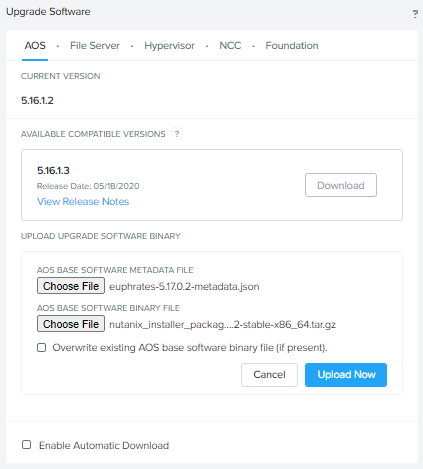 Upgrade Software
?
AOS · File Server · Hypervisor · NCC · Foundation
CURRENT VERSION
5.16.1.2
AVAILABLE COMPATIBLE VERSIONS ?
5.16.1.3
Release Date: 05/18/2020
Download
View Release Notes
UPLOAD UPGRADE SOFTWARE BINARY
AOS BASE SOFTWARE METADATA FILE
Choose File euphrates-5.17.0.2-metadata.json
AOS BASE SOFTWARE BINARY FILE
Choose File nutanix_installer_packag....2-stable-x86_64.tar.gz
Overwrite existing AOS base software binary file (if present).
Cancel Upload Now
Enable Automatic Download